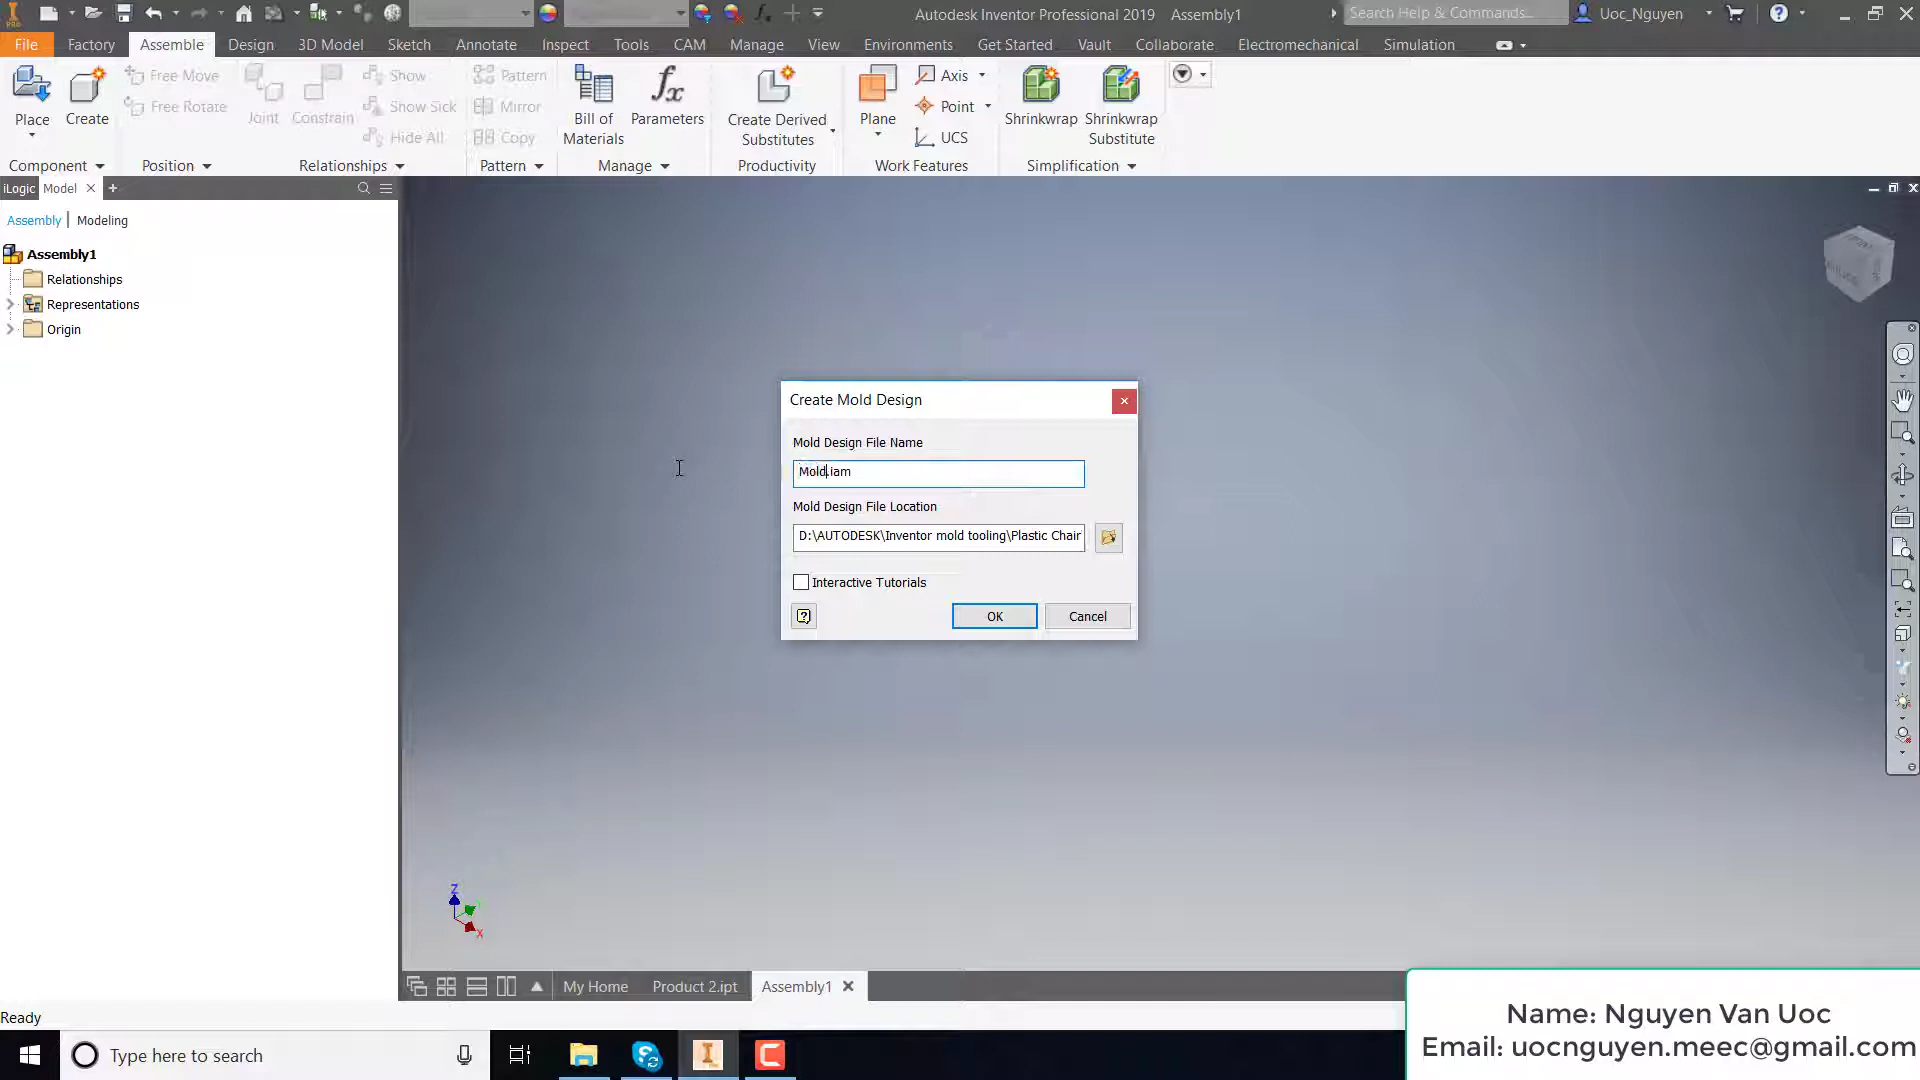 Autodesk Inventor Professional 2019 Assembly1
Search Help & Commands...
Uoc_Nguyen
File Factory Assemble Design 3D Model Sketch Annotate Inspect Tools CAM Manage View Environments Get Started Vault Collaborate Electromechanical Simulation
Place
Create
Free Move
Free Rotate
Joint
Constrain
Show
Show Sick
Hide All
Pattern
Mirror
Copy
Bill of
Materials
Parameters
Create Derived
Substitutes
Plane
Axis
Point
UCS
Shrinkwrap
Shrinkwrap
Substitute
Component Position Relationships Pattern Manage Productivity Work Features Simplification
iLogic Model
Assembly | Modeling
Assembly1
Relationships
Representations
Origin
Create Mold Design
Mold Design File Name
Mold.iam
Mold Design File Location
D:\AUTODESK\Inventor mold tooling\Plastic Chair
Interactive Tutorials
OK Cancel
Z
X
My Home Product 2.ipt Assembly1
Ready
Type here to search
Name: Nguyen Van Uoc
Email: uocnguyen.meec@gmail.com